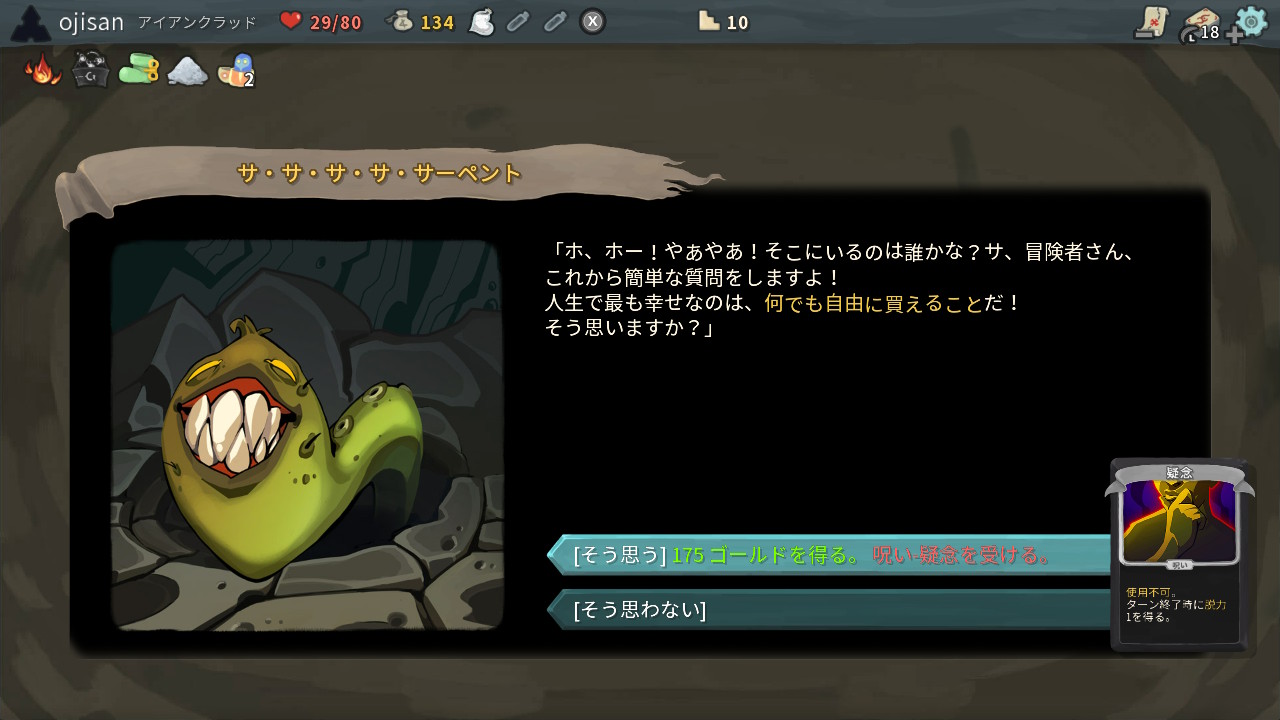 ojisan アイアンクラッド 29/80 134 X 10 L 18
2
サ・サ・サ・サ・サーペント
「ホ、ホー！やあやあ！そこにいるのは誰かな？サ、冒険者さん、
これから簡単な質問をしますよ！
人生で最も幸せなのは、何でも自由に買えることだ！
そう思いますか？」
疑念
[そう思う] 175 ゴールドを得る。 呪い-疑念を受ける。
呪い
使用不可。
ターン終了時に脱力
1を得る。
[そう思わない]